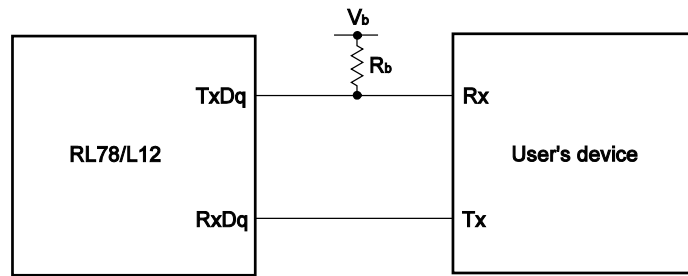 Vb
Rb
TxDq
Rx
RL78/L12
User's device
RxDq
Tx